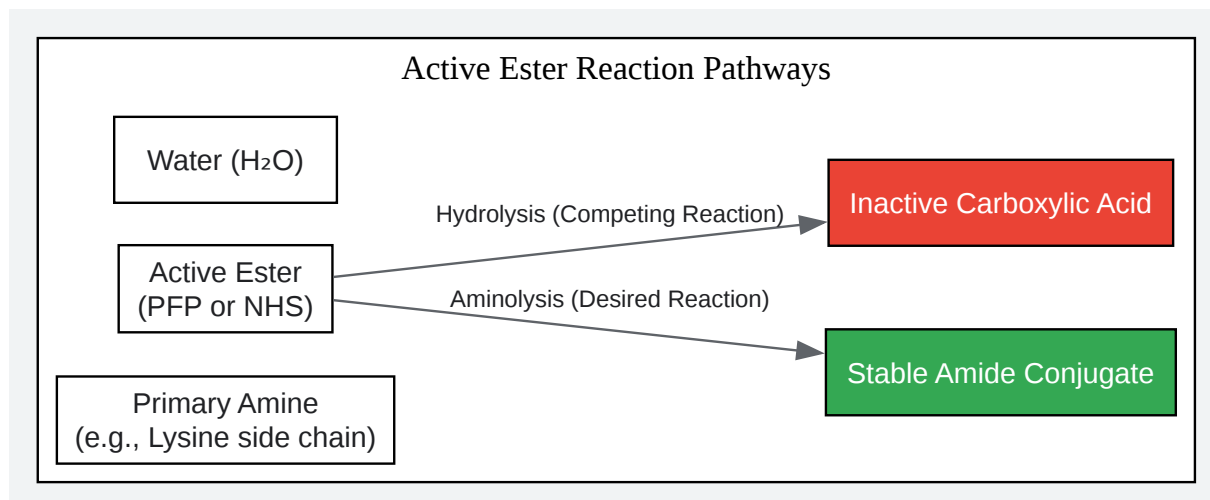 Active Ester Reaction Pathways
Water (H₂O)
Hydrolysis (Competing Reaction)
Inactive Carboxylic Acid
Active Ester
(PFP or NHS)
Aminolysis (Desired Reaction)
Stable Amide Conjugate
Primary Amine
(e.g., Lysine side chain)